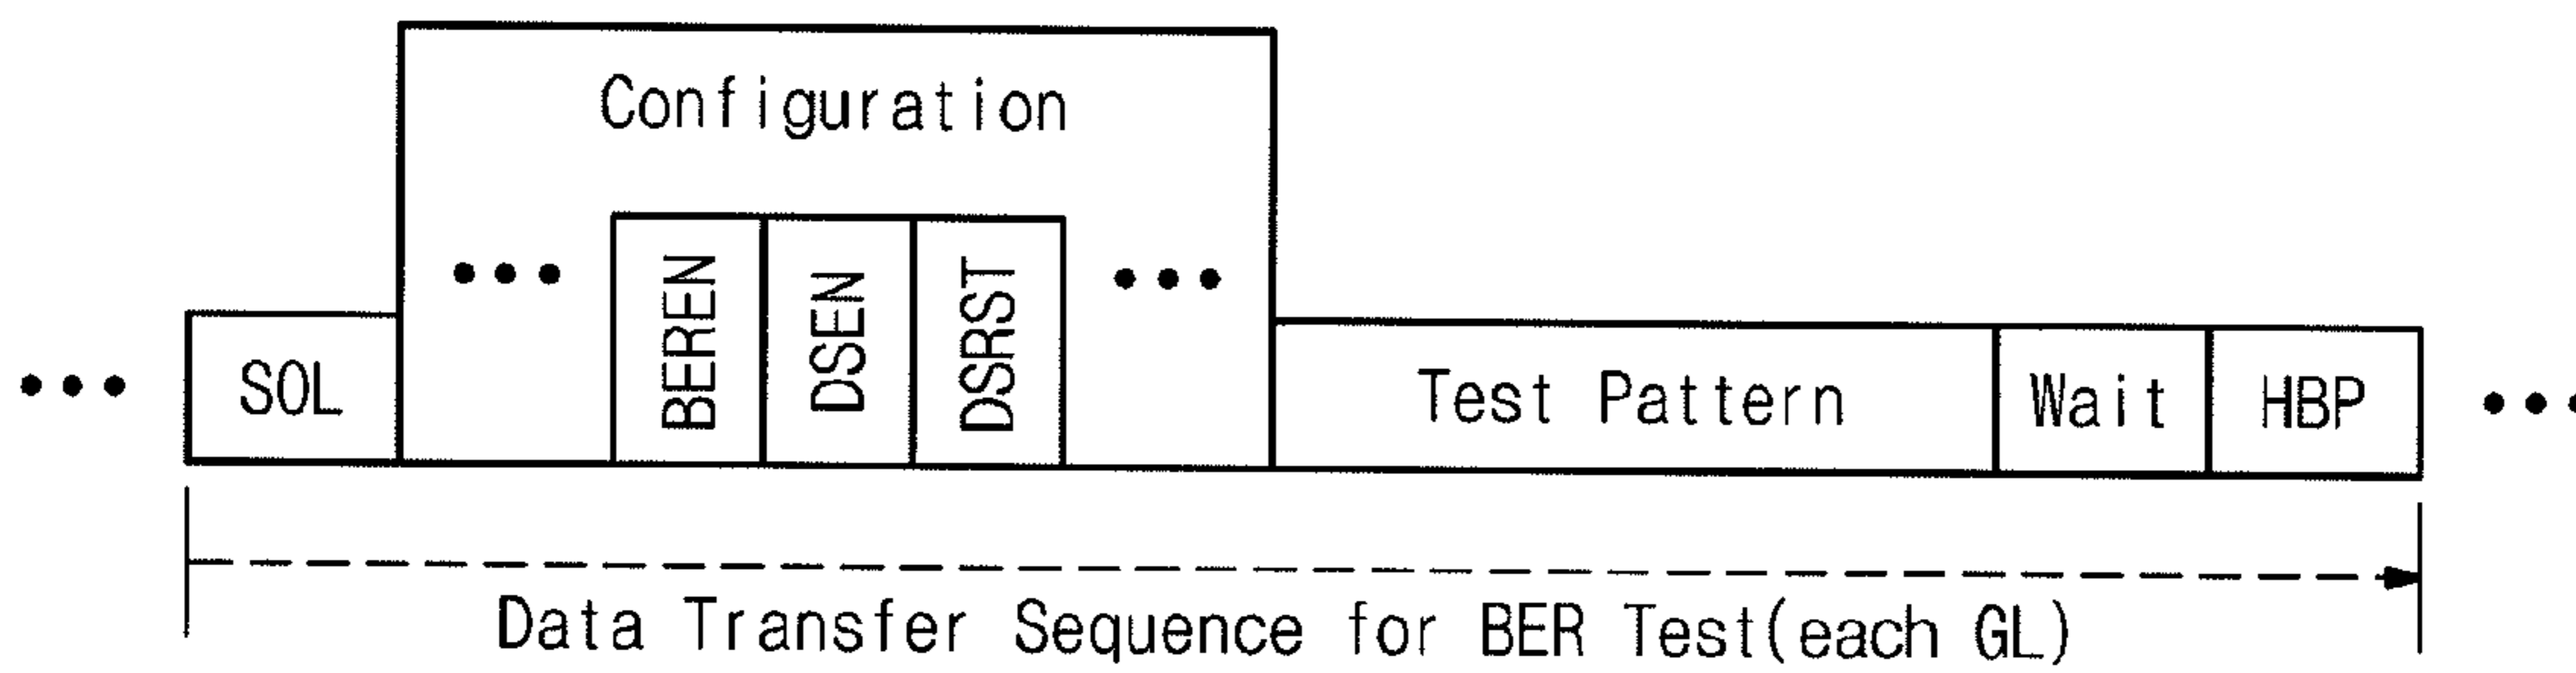 Configuration
••• BEREN DSEN DSRST •••
••• SOL Test Pattern Wait HBP •••
Data Transfer Sequence for BER Test(each GL)